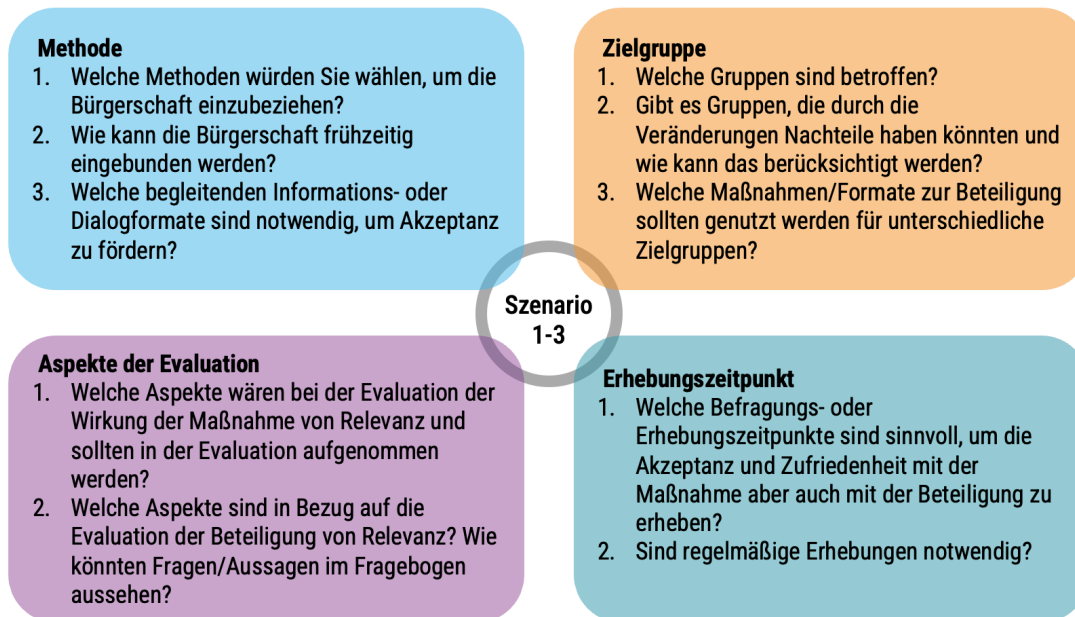 Methode
1. Welche Methoden würden Sie wählen, um die
Bürgerschaft einzubeziehen?
2. Wie kann die Bürgerschaft frühzeitig
eingebunden werden?
3. Welche begleitenden Informations- oder
Dialogformate sind notwendig, um Akzeptanz
zu fördern?
Zielgruppe
1. Welche Gruppen sind betroffen?
2. Gibt es Gruppen, die durch die
Veränderungen Nachteile haben könnten und
wie kann das berücksichtigt werden?
3. Welche Maßnahmen/Formate zur Beteiligung
sollten genutzt werden für unterschiedliche
Zielgruppen?
Szenario
1-3
Aspekte der Evaluation
1. Welche Aspekte wären bei der Evaluation der
Wirkung der Maßnahme von Relevanz und
sollten in der Evaluation aufgenommen
werden?
2. Welche Aspekte sind in Bezug auf die
Evaluation der Beteiligung von Relevanz? Wie
könnten Fragen/Aussagen im Fragebogen
aussehen?
Erhebungszeitpunkt
1. Welche Befragungs- oder
Erhebungszeitpunkte sind sinnvoll, um die
Akzeptanz und Zufriedenheit mit der
Maßnahme aber auch mit der Beteiligung zu
erheben?
2. Sind regelmäßige Erhebungen notwendig?